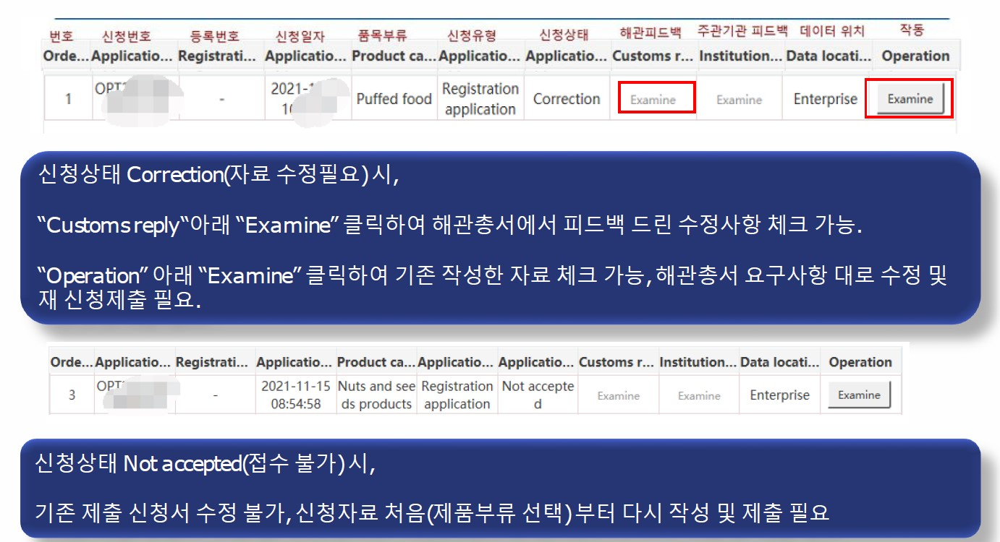 번호 신청번호 등록번호 신청일자 품목부류 신청유형 신청상태 해관피드백 주관기관 피드백 데이터 위치 작동
Orde... Applicatio... Registrati... Applicatio... Product ca... Applicatio... Applicatio... Customs r... Institution... Data locati... Operation
1 OPT - 2021-1 Puffed food Registration application Correction Examine Examine Enterprise Examine
신청상태 Correction(자료 수정필요)시,
“Customs reply“아래 “Examine” 클릭하여 해관총서에서 피드백 드린 수정사항 체크 가능.
“Operation” 아래 “Examine” 클릭하여 기존 작성한 자료 체크 가능,해관총서 요구사항 대로 수정 및
재 신청제출 필요.
Orde... Applicatio... Registrati... Applicatio... Product ca... Applicatio... Applicatio... Customs r... Institution... Data locati... Operation
3 OPT - 2021-11-15 Nuts and see Registration Not accepte Examine Examine Enterprise Examine
08:54:58 ds products application d
신청상태 Not accepted(접수 불가)시,
기존 제출 신청서 수정 불가,신청자료 처음(제품부류 선택)부터 다시 작성 및 제출 필요